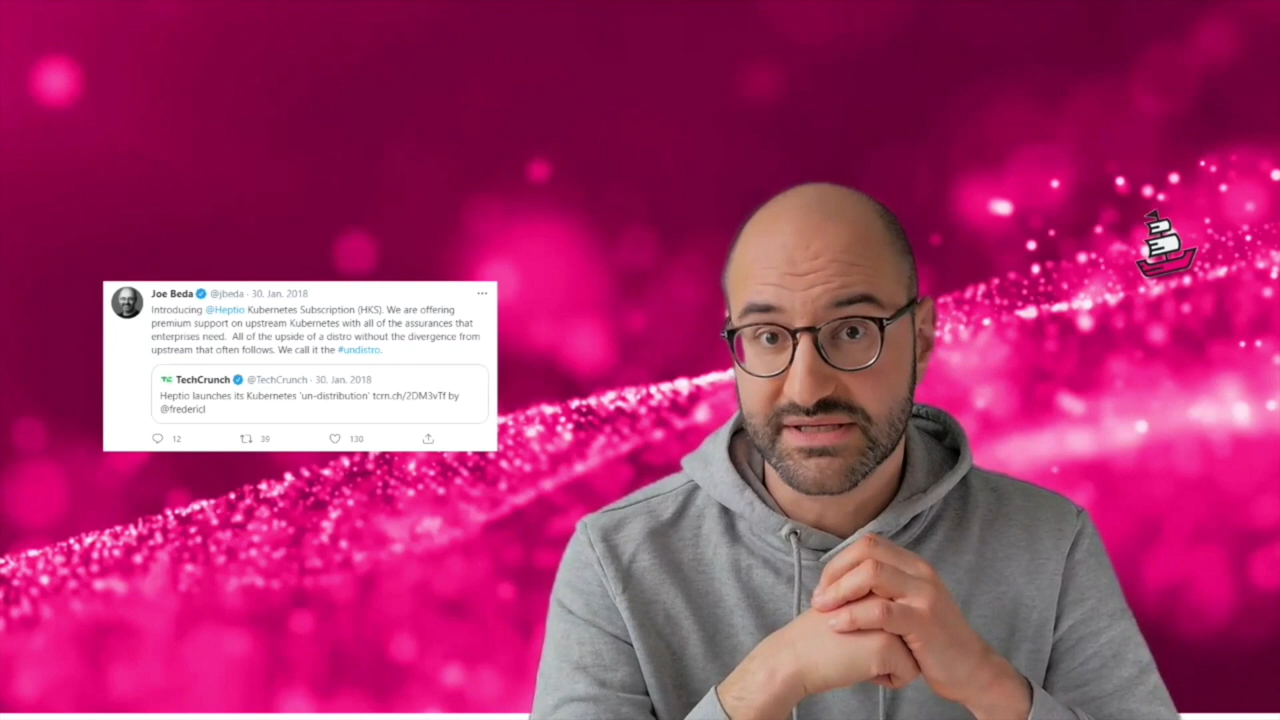 Joe Beda @jbeda · 30. Jan. 2018
Introducing @Heptio Kubernetes Subscription (HKS). We are offering
premium support on upstream Kubernetes with all of the assurances that
enterprises need. All of the upside of a distro without the divergence from
upstream that often follows. We call it the #undistro.
TC TechCrunch @TechCrunch · 30. Jan. 2018
Heptio launches its Kubernetes 'un-distribution' tcrn.ch/2DM3vTf by
@fredericl
12 39 130